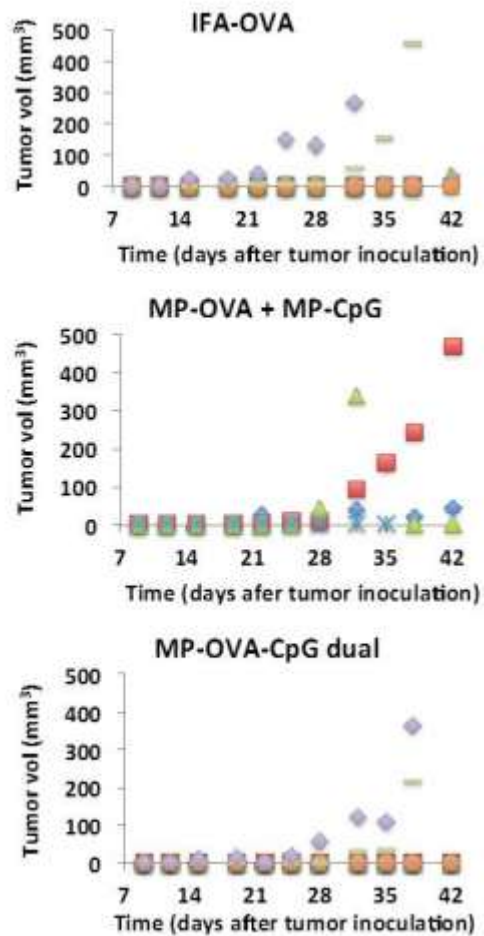 IFA-OVA
Tumor vol (mm³)
500
400
300
200
100
0
7 14 21 28 35 42
Time (days after tumor inoculation)
MP-OVA + MP-CpG
Tumor vol (mm³)
500
400
300
200
100
0
7 14 21 28 35 42
Time (days afer tumor inoculation)
MP-OVA-CpG dual
Tumor vol (mm³)
500
400
300
200
100
0
7 14 21 28 35 42
Time (days after tumor inoculation)